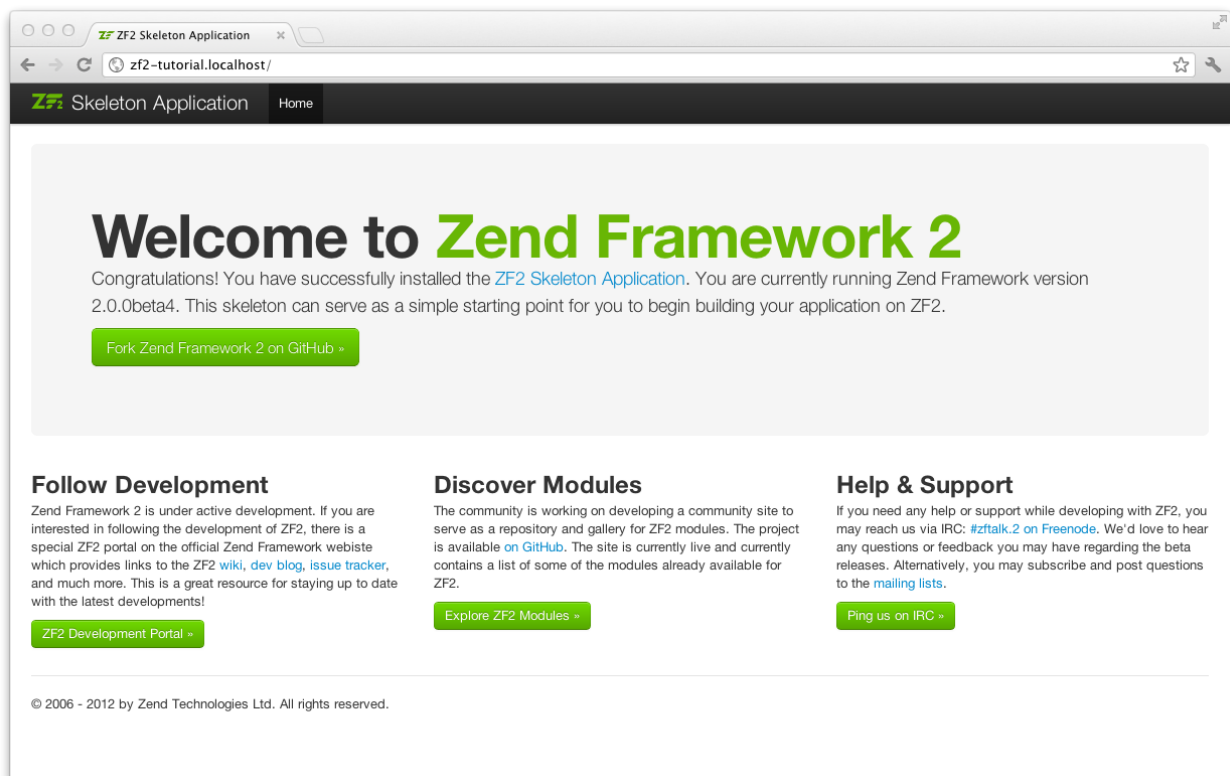 ZF2 Skeleton Application
zf2-tutorial.localhost/
ZF2 Skeleton Application Home
Welcome to Zend Framework 2
Congratulations! You have successfully installed the ZF2 Skeleton Application. You are currently running Zend Framework version
2.0.0beta4. This skeleton can serve as a simple starting point for you to begin building your application on ZF2.
Fork Zend Framework 2 on GitHub »
Follow Development
Zend Framework 2 is under active development. If you are
interested in following the development of ZF2, there is a
special ZF2 portal on the official Zend Framework webiste
which provides links to the ZF2 wiki, dev blog, issue tracker,
and much more. This is a great resource for staying up to date
with the latest developments!
ZF2 Development Portal »
Discover Modules
The community is working on developing a community site to
serve as a repository and gallery for ZF2 modules. The project
is available on GitHub. The site is currently live and currently
contains a list of some of the modules already available for
ZF2.
Explore ZF2 Modules »
Help & Support
If you need any help or support while developing with ZF2, you
may reach us via IRC: #zftalk.2 on Freenode. We'd love to hear
any questions or feedback you may have regarding the beta
releases. Alternatively, you may subscribe and post questions
to the mailing lists.
Ping us on IRC »
© 2006 - 2012 by Zend Technologies Ltd. All rights reserved.